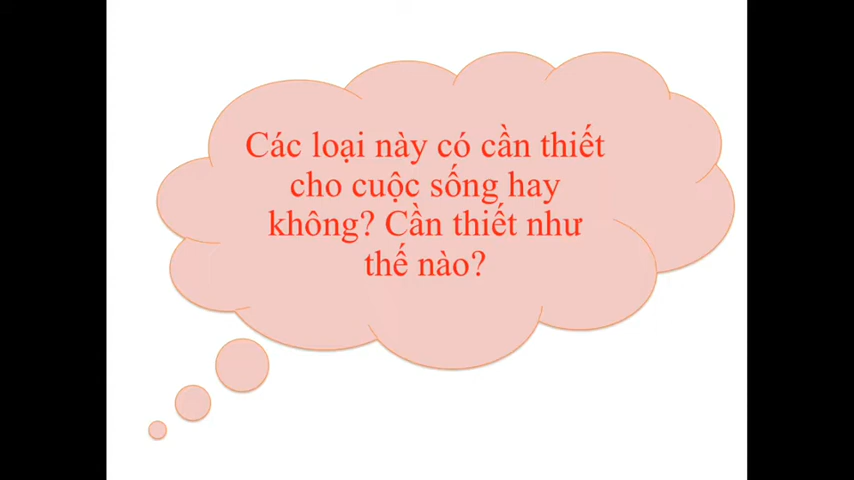 Các loại này có cần thiết
cho cuộc sống hay
không? Cần thiết như
thế nào?